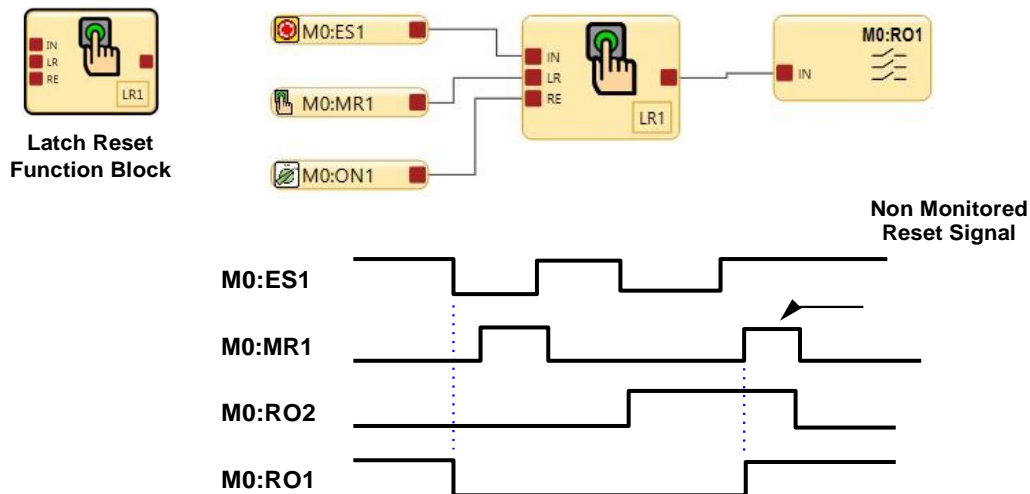 IN
LR
RE
LR1
Latch Reset
Function Block
M0:ES1
M0:MR1
M0:ON1
IN
LR
RE
LR1
M0:RO1
IN
Non Monitored
Reset Signal
M0:ES1
M0:MR1
M0:RO2
M0:RO1